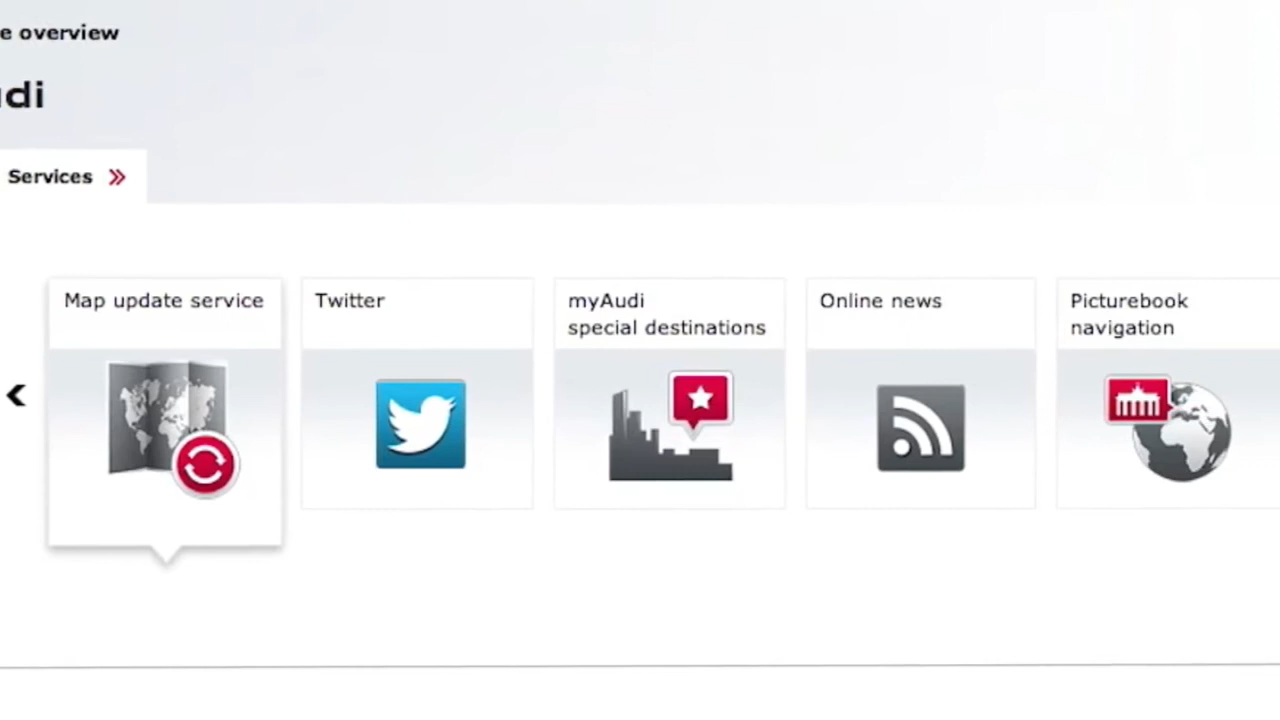 e overview
di
Services
Map update service
Twitter
myAudi
special destinations
Online news
Picturebook
navigation